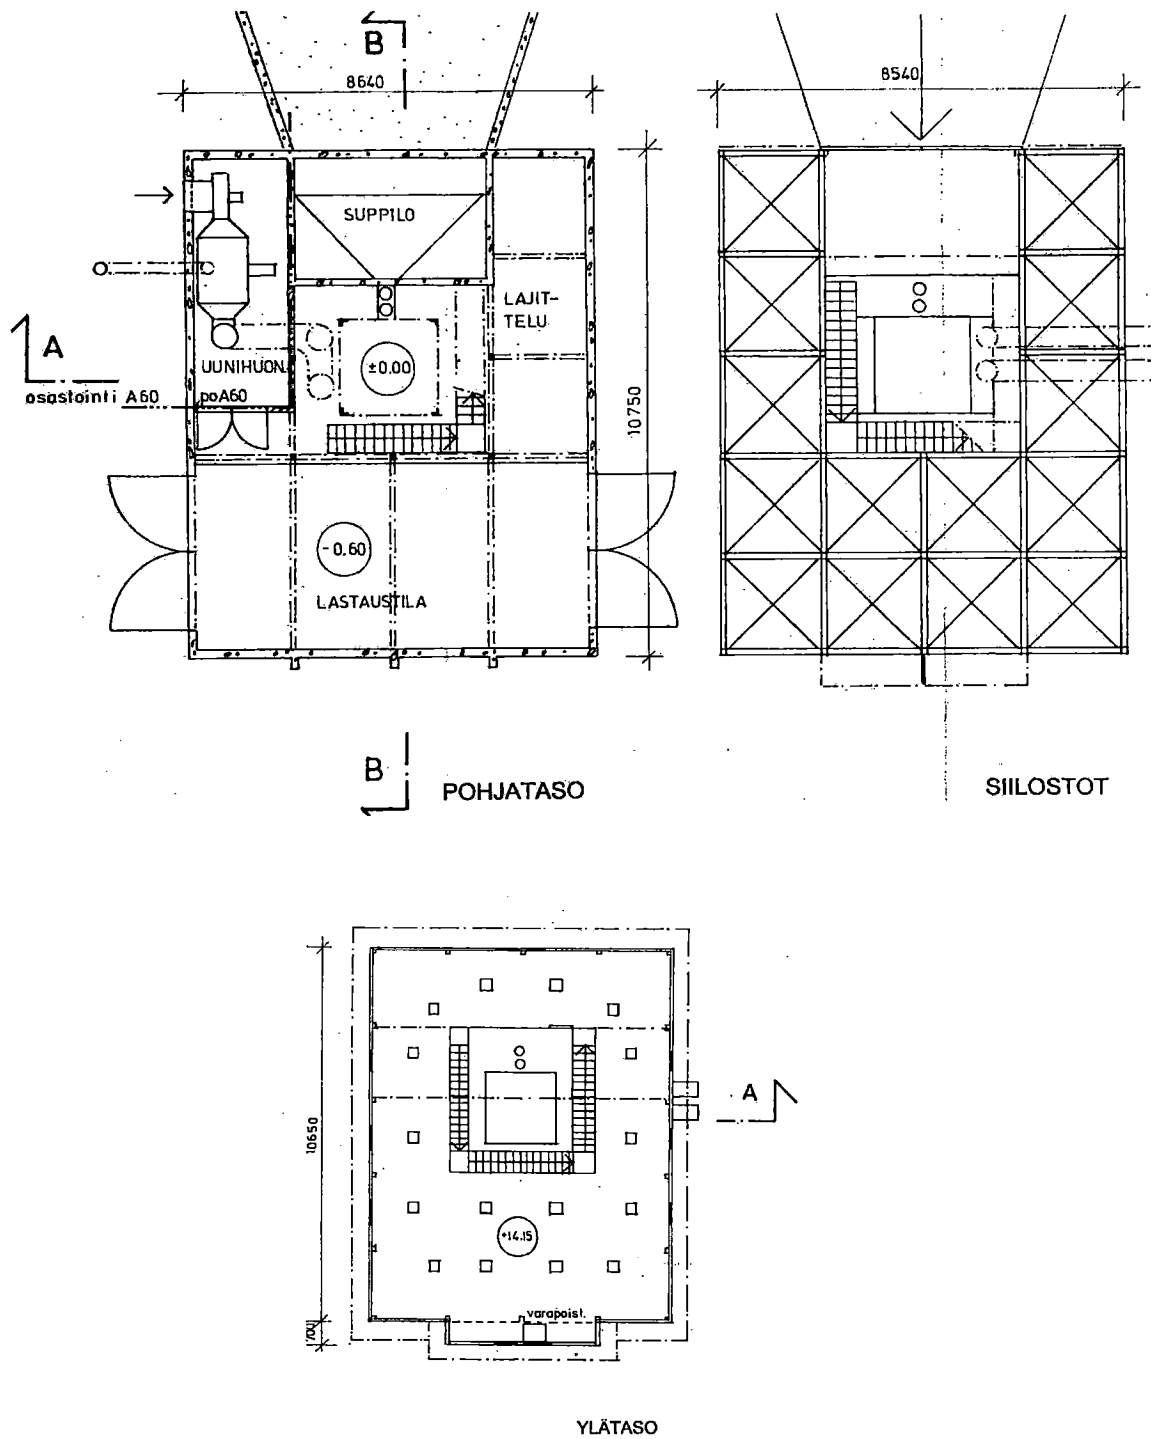 B
8640
8540
SUPPILO
LAJIT-
TELU
A
UUNIHUON.
±0.00
osastointi A60
poA60
10750
-0.60
LASTAUSTILA
B
POHJATASO
SIILOSTOT
A
10650
+14.15
varapoist.
700
YLÄTASO